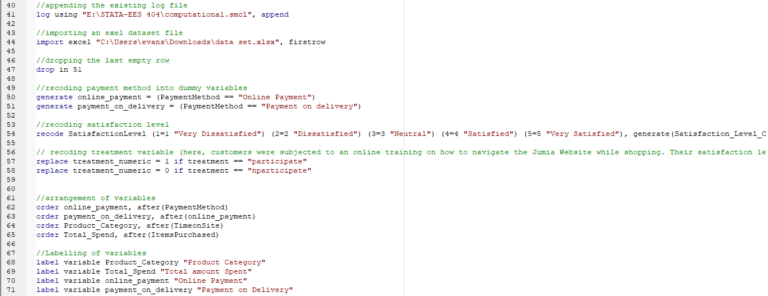 40 //appending the existing log file
41 log using "E:\STATA-EES 404\computational.smcl", append
42
43 //importing an exel dataset file
44 import excel "C:\Users\evans\Downloads\data set.xlsx", firstrow
45
46 //dropping the last empty row
47 drop in 51
48
49 //recoding payment method into dummy variables
50 generate online_payment = (PaymentMethod == "Online Payment")
51 generate payment_on_delivery = (PaymentMethod == "Payment on delivery")
52
53 //recoding satisfaction level
54 recode SatisfactionLevel (1=1 "Very Dissatisfied") (2=2 "Dissatisfied") (3=3 "Neutral") (4=4 "Satisfied") (5=5 "Very Satisfied"), generate(Satisfaction_Level_C
55
56 // recoding treatment variable (here, customers were subjected to an online training on how to navigate the Jumia Website while shopping. Their satisfaction le
57 replace treatment_numeric = 1 if treatment == "participate"
58 replace treatment_numeric = 0 if treatment == "nparticipate"
59
60
61 //arrangement of variables
62 order online_payment, after(PaymentMethod)
63 order payment_on_delivery, after(online_payment)
64 order Product_Category, after(TimeonSite)
65 order Total_Spend, after(ItemsPurchased)
66
67 //Labelling of variables
68 label variable Product_Category "Product Category"
69 label variable Total_Spend "Total amount Spent"
70 label variable online_payment "Online Payment"
71 label variable payment_on_delivery "Payment on Delivery"